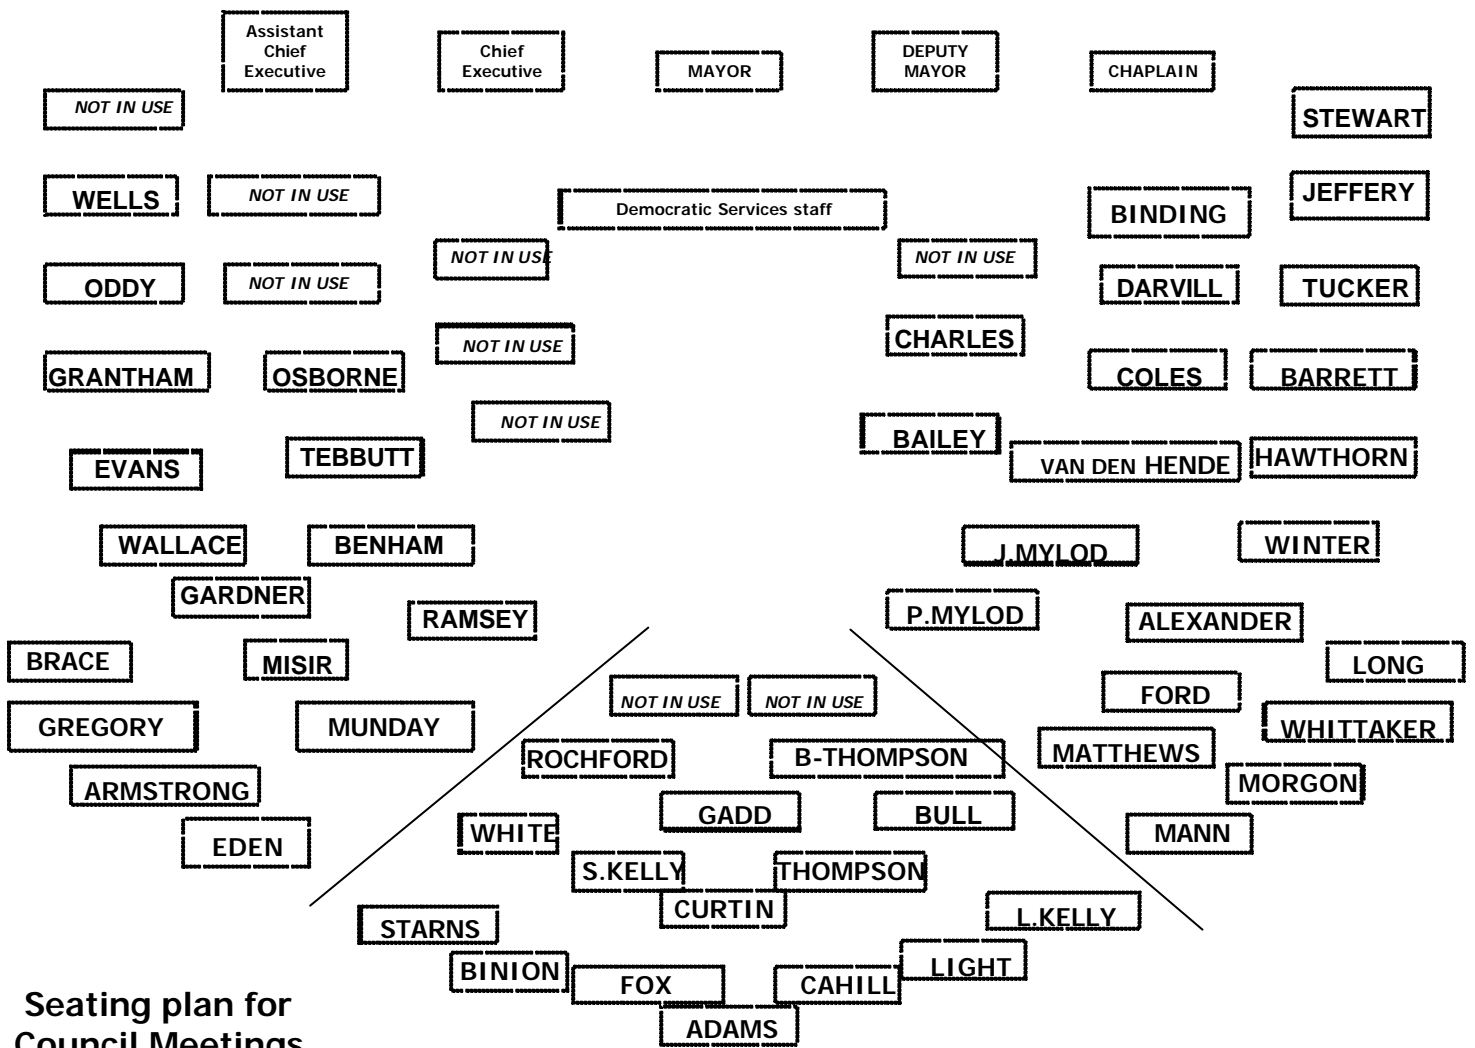 Assistant
Chief
Executive
Chief
Executive
MAYOR
DEPUTY
MAYOR
CHAPLAIN
NOT IN USE
STEWART
WELLS
NOT IN USE
Democratic Services staff
BINDING
JEFFERY
NOT IN USE
NOT IN USE
ODDY
NOT IN USE
DARVILL
TUCKER
NOT IN USE
CHARLES
GRANTHAM
OSBORNE
COLES
BARRETT
NOT IN USE
BAILEY
EVANS
TEBBUTT
VAN DEN HENDE
HAWTHORN
WALLACE
BENHAM
J.MYLOD
WINTER
GARDNER
RAMSEY
P.MYLOD
ALEXANDER
BRACE
MISIR
LONG
NOT IN USE
NOT IN USE
FORD
GREGORY
MUNDAY
WHITTAKER
ROCHFORD
B-THOMPSON
MATTHEWS
ARMSTRONG
MORGON
GADD
BULL
WHITE
MANN
EDEN
S.KELLY
THOMPSON
CURTIN
L.KELLY
STARNS
BINION
LIGHT
FOX
CAHILL
ADAMS
Seating plan for
Council Meetings